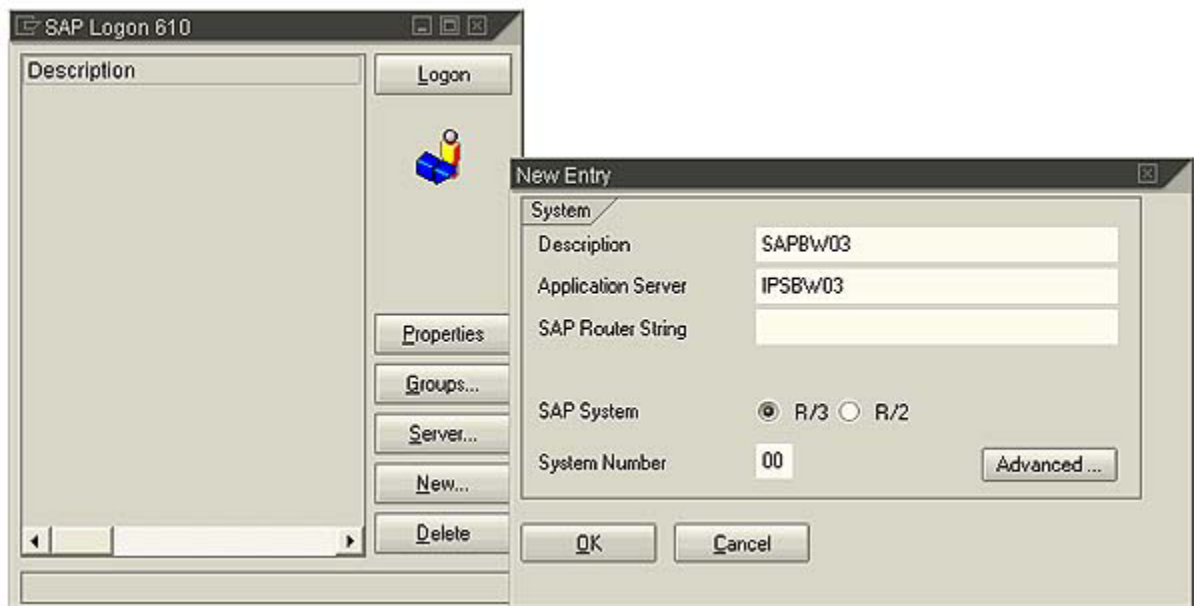 SAP Logon 610
Description
Logon
Properties
Groups...
Server...
New...
Delete
New Entry
System
Description SAPBW03
Application Server IPSBW03
SAP Router String
SAP System R/3 R/2
System Number 00 Advanced ...
OK Cancel